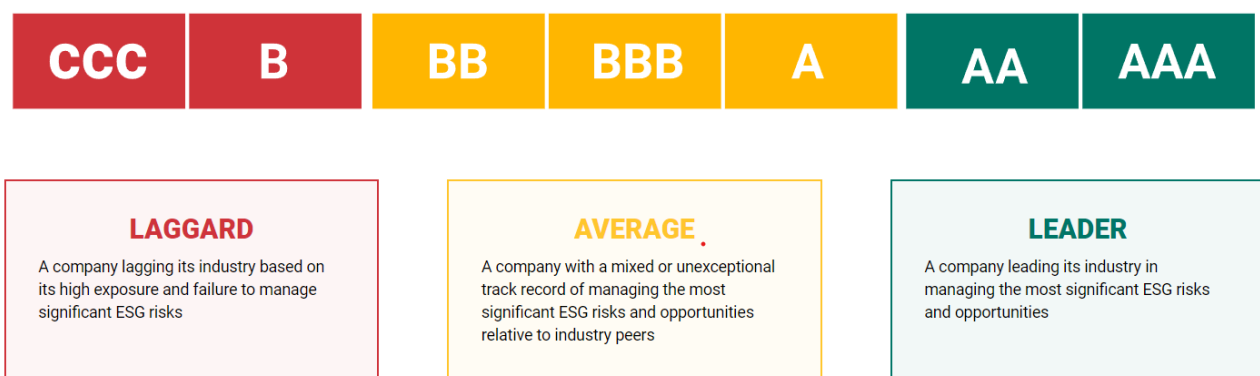 CCC B BB BBB A AA AAA
LAGGARD
A company lagging its industry based on
its high exposure and failure to manage
significant ESG risks
AVERAGE
A company with a mixed or unexceptional
track record of managing the most
significant ESG risks and opportunities
relative to industry peers
LEADER
A company leading its industry in
managing the most significant ESG risks
and opportunities